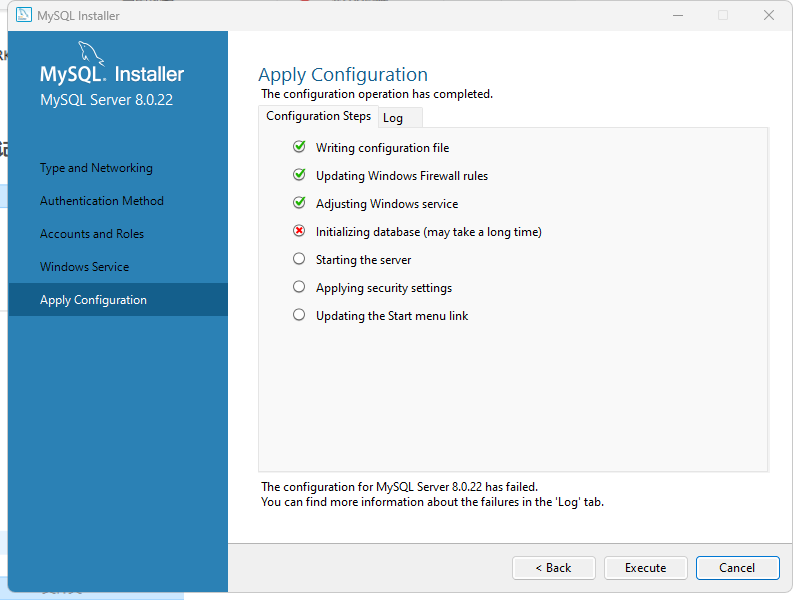 MySQL Installer
MySQL. Installer
MySQL Server 8.0.22
Type and Networking
Authentication Method
Accounts and Roles
Windows Service
Apply Configuration
Apply Configuration
The configuration operation has completed.
Configuration Steps
Log
Writing configuration file
Updating Windows Firewall rules
Adjusting Windows service
Initializing database (may take a long time)
Starting the server
Applying security settings
Updating the Start menu link
The configuration for MySQL Server 8.0.22 has failed.
You can find more information about the failures in the 'Log' tab.
< Back
Execute
Cancel